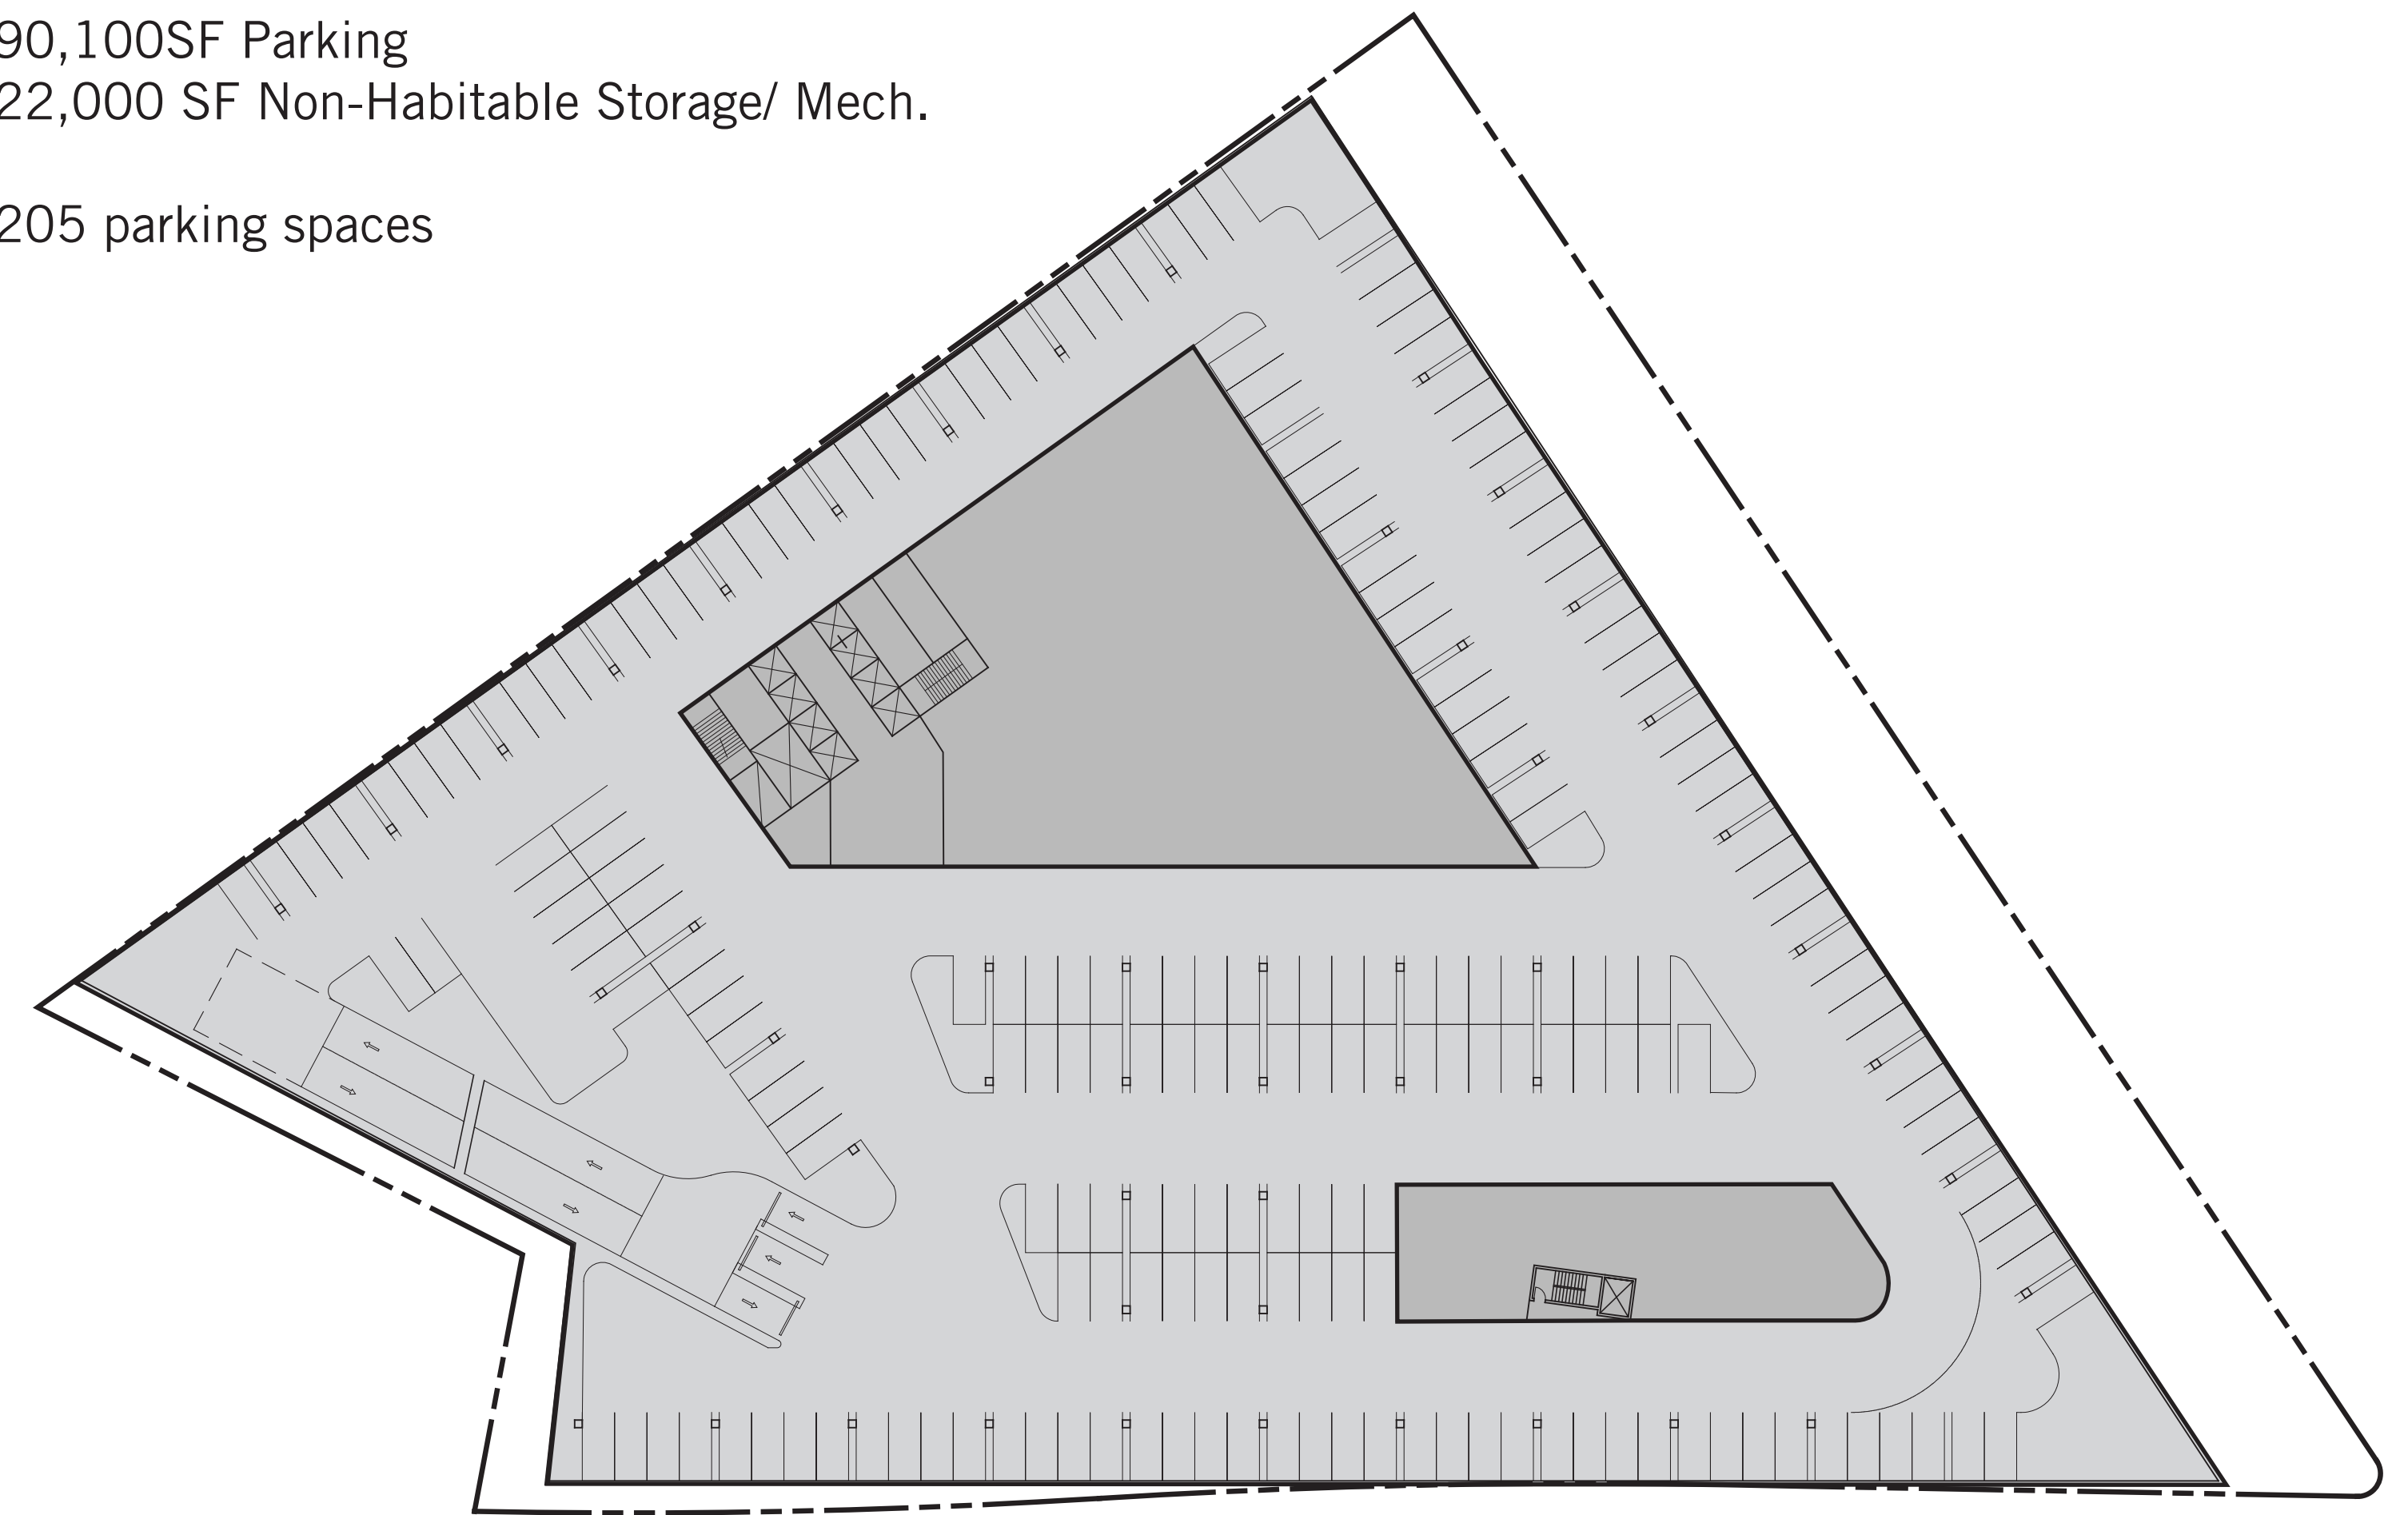 90,100SF Parking
22,000 SF Non-Habitable Storage/ Mech.
205 parking spaces